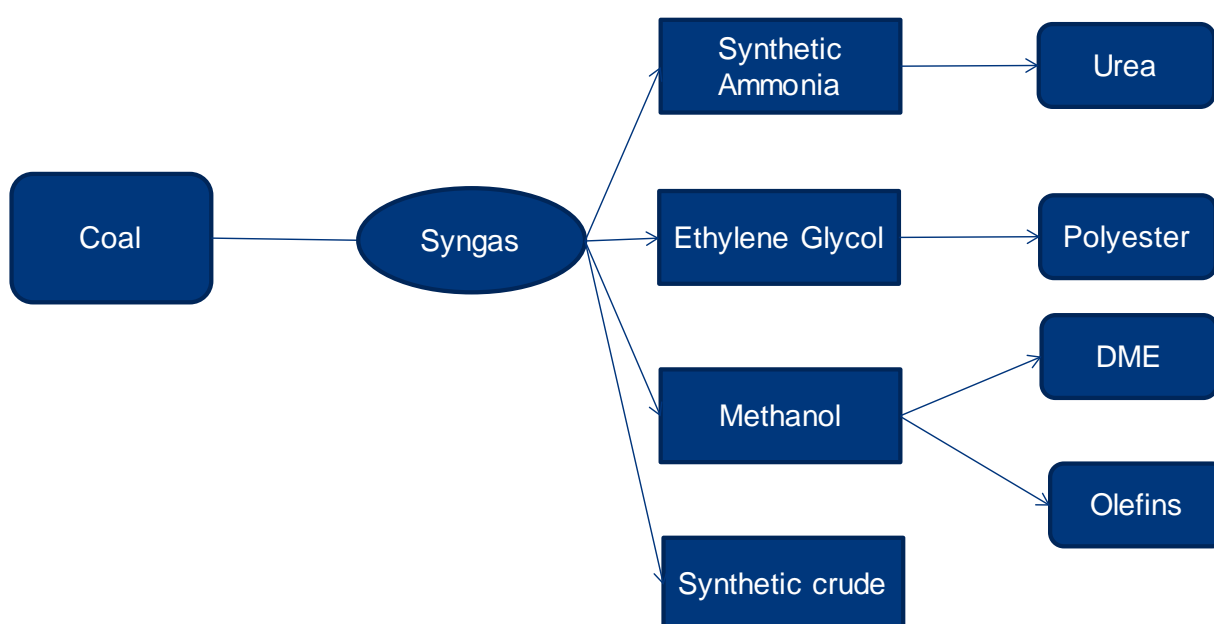 Synthetic
Ammonia
Urea
Coal
Syngas
Ethylene Glycol
Polyester
DME
Methanol
Olefins
Synthetic crude